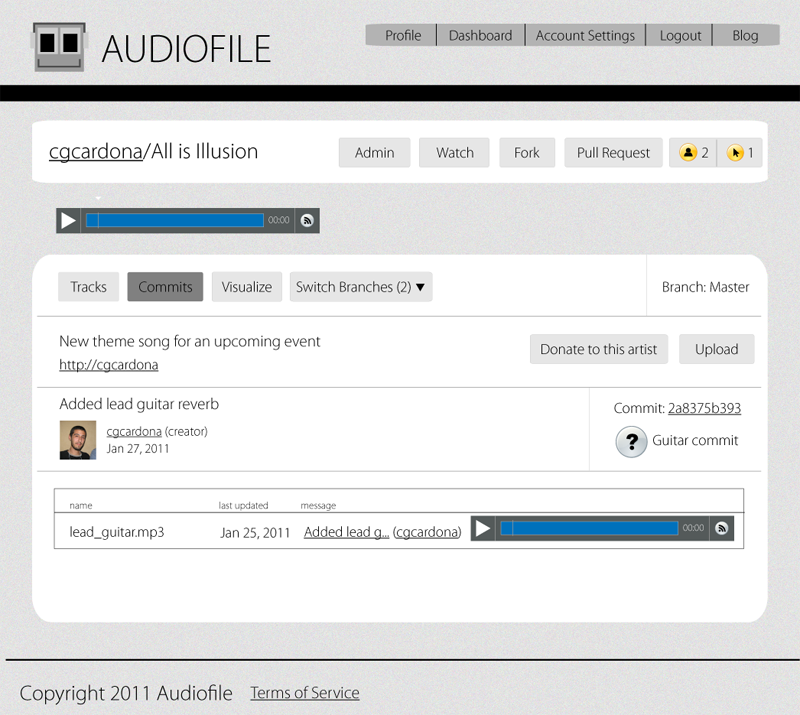 AUDIOFILE
Profile Dashboard Account Settings Logout Blog
cgcardona/All is Illusion Admin Watch Fork Pull Request 2 1
00:00
Tracks Commits Visualize Switch Branches (2) ▼ Branch: Master
New theme song for an upcoming event
http://cgcardona
Donate to this artist Upload
Added lead guitar reverb
cgcardona (creator)
Jan 27, 2011
Commit: 2a8375b393
? Guitar commit
name last updated message
lead_guitar.mp3 Jan 25, 2011 Added lead g... (cgcardona) 00:00
Copyright 2011 Audiofile Terms of Service